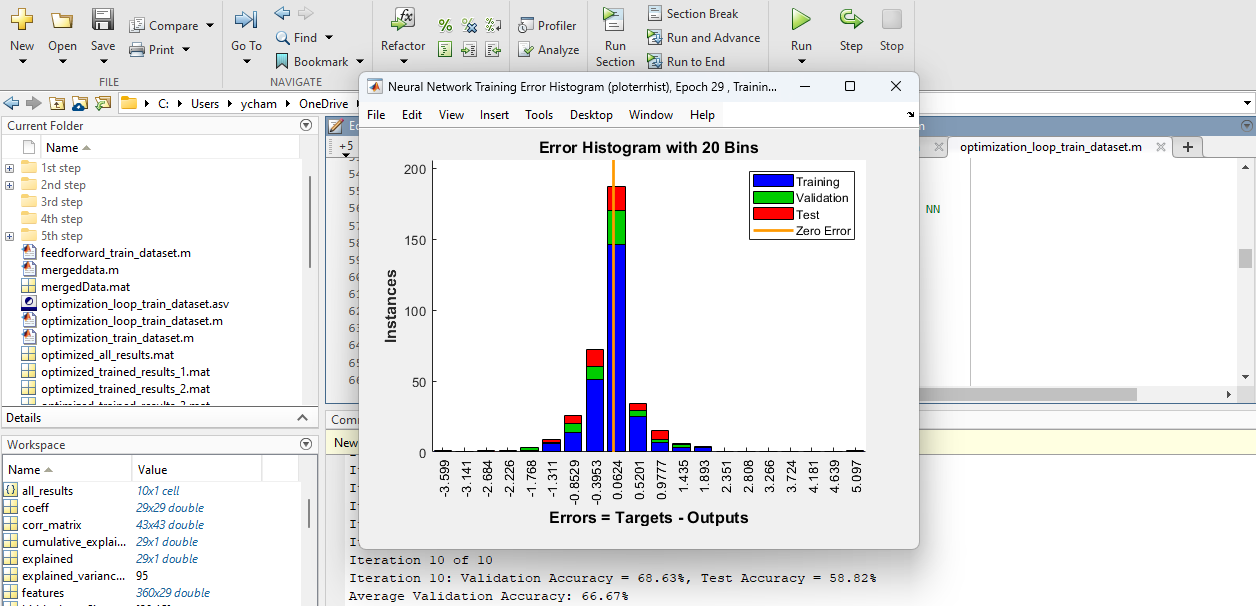 New
Open
Save
Compare
Print
FILE
Go To
Find
Bookmark
NAVIGATE
Refactor
Profiler
Analyze
Run
Section
Section Break
Run and Advance
Run to End
Run
Step
Stop
C: Users ycham OneDrive
Neural Network Training Error Histogram (ploterrhist), Epoch 29 , Trainin...
File Edit View Insert Tools Desktop Window Help
Current Folder
Name
1st step
2nd step
3rd step
4th step
5th step
feedforward_train_dataset.m
mergeddata.m
mergedData.mat
optimization_loop_train_dataset.asv
optimization_loop_train_dataset.m
optimization_train_dataset.m
optimized_all_results.mat
optimized_trained_results_1.mat
optimized_trained_results_2.mat
Details
Workspace
Name Value
all_results 10x1 cell
coeff 29x29 double
corr_matrix 43x43 double
cumulative_explai... 29x1 double
explained 29x1 double
explained_varianc... 95
features 360x29 double
+5
optimization_loop_train_dataset.m
NN
Error Histogram with 20 Bins
Training
Validation
Test
Zero Error
200
150
100
50
0
Instances
-3.599
-3.141
-2.684
-2.226
-1.768
-1.311
-0.8529
-0.3953
0.0624
0.5201
0.9777
1.435
1.893
2.351
2.808
3.266
3.724
4.181
4.639
5.097
Errors = Targets - Outputs
Com
New
Iteration 10 of 10
Iteration 10: Validation Accuracy = 68.63%, Test Accuracy = 58.82%
Average Validation Accuracy: 66.67%